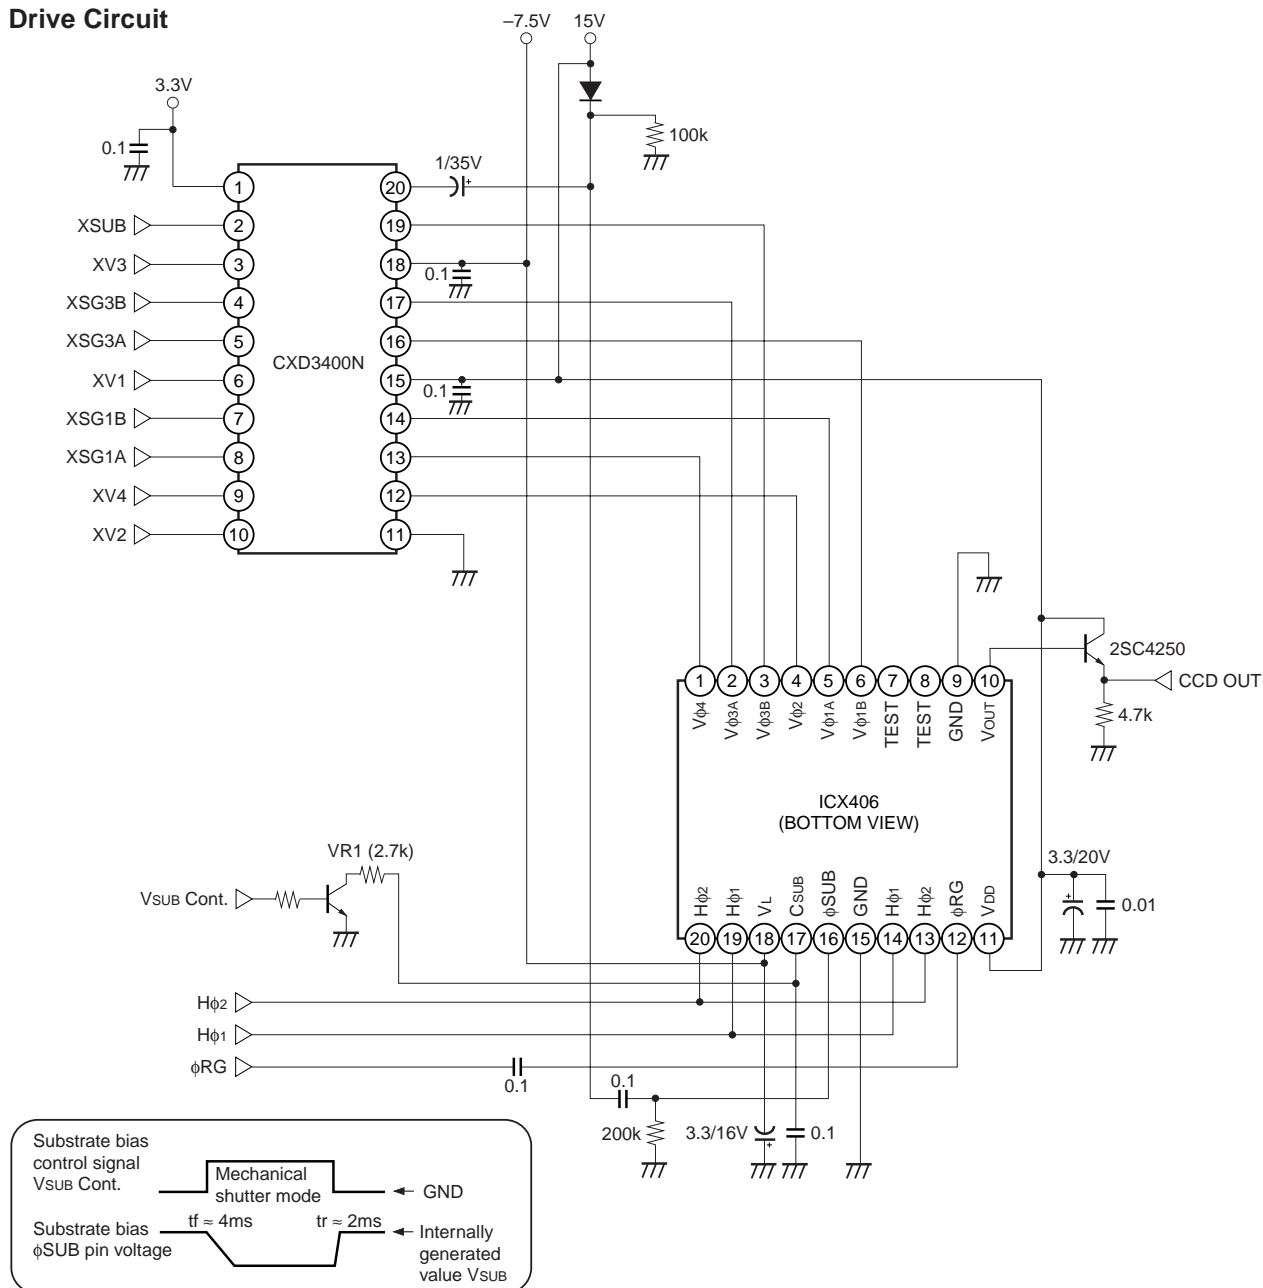 Drive Circuit
–7.5V
15V
3.3V
0.1
100k
1/35V
1
20
XSUB
2
19
XV3
3
18
0.1
XSG3B
4
17
XSG3A
5
16
CXD3400N
XV1
6
15
0.1
XSG1B
7
14
XSG1A
8
13
XV4
9
12
XV2
10
11
2SC4250
CCD OUT
4.7k
1 2 3 4 5 6 7 8 9 10
Vφ4 Vφ3A Vφ3B Vφ2 Vφ1A Vφ1B TEST TEST GND VOUT
ICX406
(BOTTOM VIEW)
VR1 (2.7k)
3.3/20V
VSUB Cont.
0.01
Hφ2 Hφ1 VL CSUB φSUB GND Hφ1 Hφ2 φRG VDD
20 19 18 17 16 15 14 13 12 11
Hφ2
Hφ1
φRG
0.1
0.1
200k
3.3/16V
0.1
Substrate bias
control signal
VSUB Cont.
Mechanical
shutter mode
GND
tf ≈ 4ms
tr ≈ 2ms
Substrate bias
φSUB pin voltage
Internally
generated
value VSUB